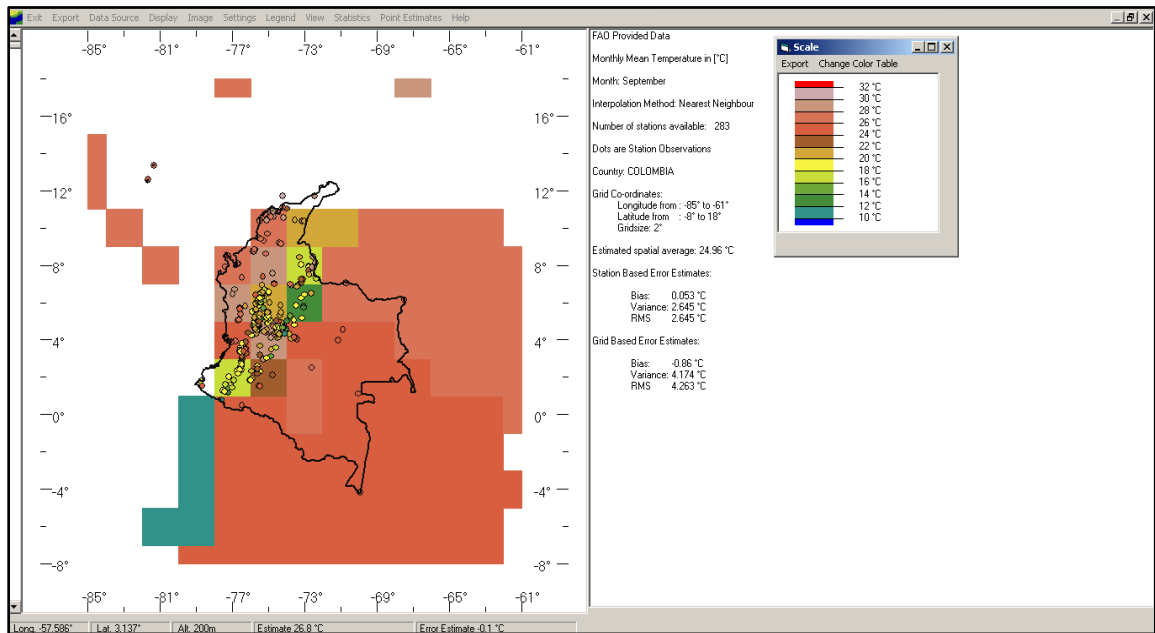 Exit Export Data Source Display Image Settings Legend View Statistics Point Estimates Help
-85° -81° -77° -73° -69° -65° -61°
16° 16°
12° 12°
8° 8°
4° 4°
0° 0°
-4° -4°
-8° -8°
-85° -81° -77° -73° -69° -65° -61°
FAO Provided Data
Monthly Mean Temperature in [°C]
Month: September
Interpolation Method: Nearest Neighbour
Number of stations available: 283
Dots are Station Observations
Country: COLOMBIA
Grid Co-ordinates:
Longitude from : -85° to -61°
Latitude from : -8° to 18°
Gridsize: 2°
Estimated spatial average: 24.96 °C
Station Based Error Estimates:
Bias: 0.053 °C
Variance: 2.645 °C
RMS 2.645 °C
Grid Based Error Estimates:
Bias: -0.86 °C
Variance: 4.174 °C
RMS 4.263 °C
Scale
Export Change Color Table
32 °C
30 °C
28 °C
26 °C
24 °C
22 °C
20 °C
18 °C
16 °C
14 °C
12 °C
10 °C
Long. -57.586° Lat. 3.137° Alt. 200m Estimate 26.8 °C Error Estimate -0.1 °C